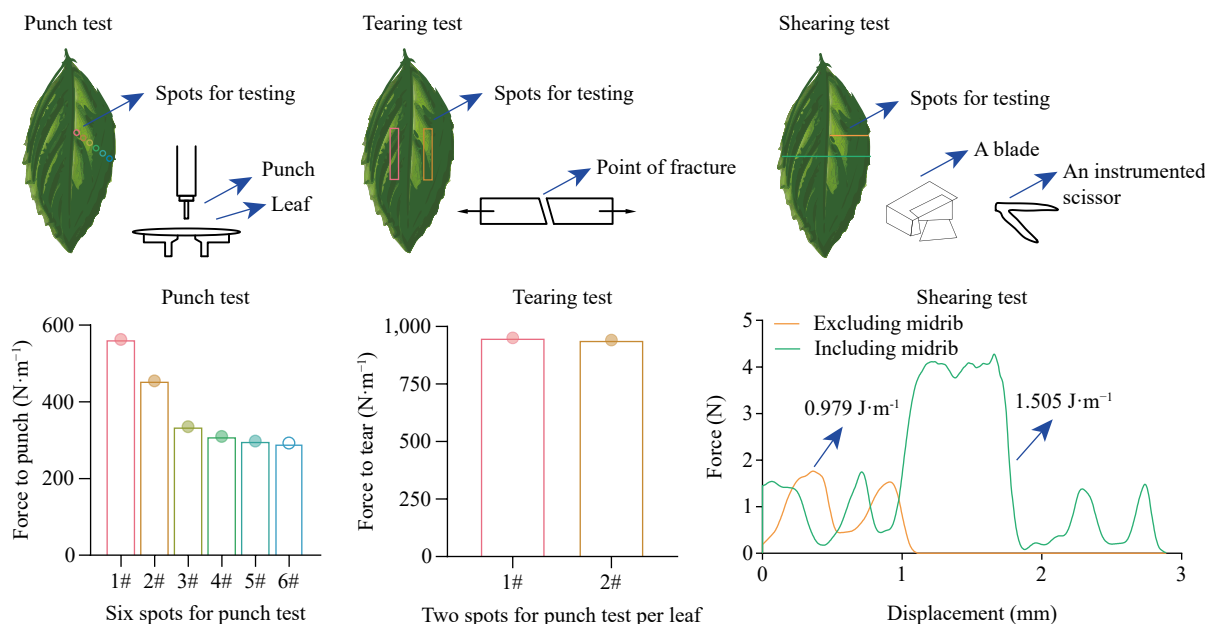 Punch test
Spots for testing
Punch
Leaf
Tearing test
Spots for testing
Point of fracture
Shearing test
Spots for testing
A blade
An instrumented
scissor
Punch test
Force to punch (N·m⁻¹)
600
400
200
0
1# 2# 3# 4# 5# 6#
Six spots for punch test
Tearing test
Force to tear (N·m⁻¹)
1,000
750
500
250
0
1# 2#
Two spots for punch test per leaf
Shearing test
Excluding midrib
Including midrib
0.979 J·m⁻¹
1.505 J·m⁻¹
Force (N)
5
4
3
2
1
0
0 1 2 3
Displacement (mm)